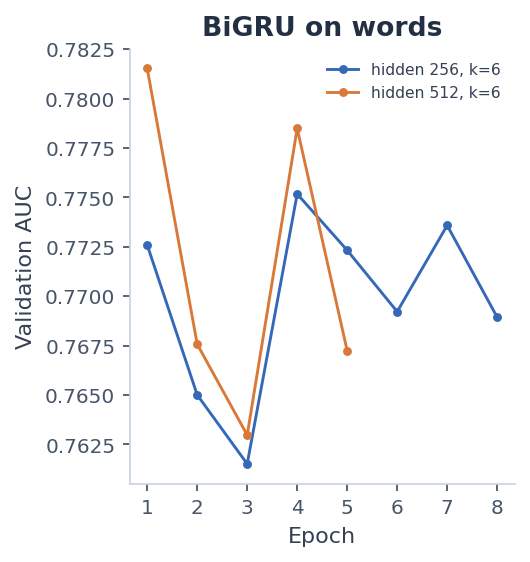 BiGRU on words
hidden 256, k=6
hidden 512, k=6
Validation AUC
0.7825
0.7800
0.7775
0.7750
0.7725
0.7700
0.7675
0.7650
0.7625
1 2 3 4 5 6 7 8
Epoch